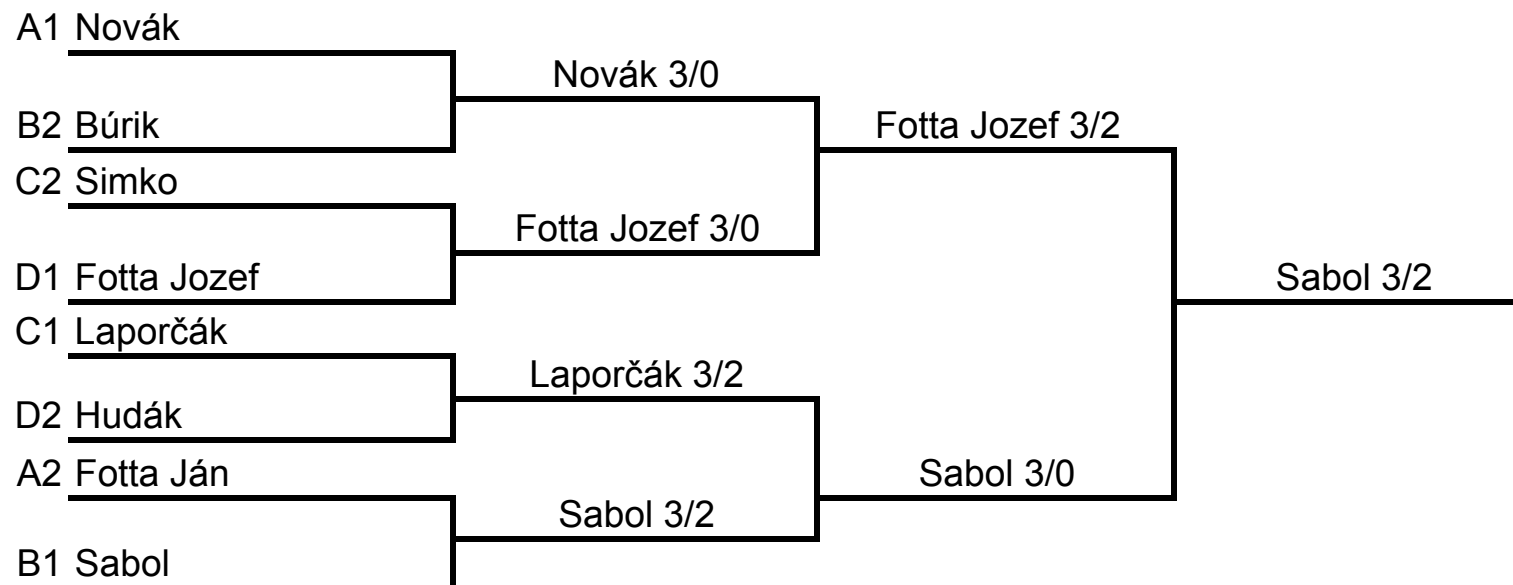 A1 Novák
Novák 3/0
B2 Búrik
Fotta Jozef 3/2
C2 Simko
Fotta Jozef 3/0
D1 Fotta Jozef
Sabol 3/2
C1 Laporčák
Laporčák 3/2
D2 Hudák
A2 Fotta Ján
Sabol 3/0
Sabol 3/2
B1 Sabol